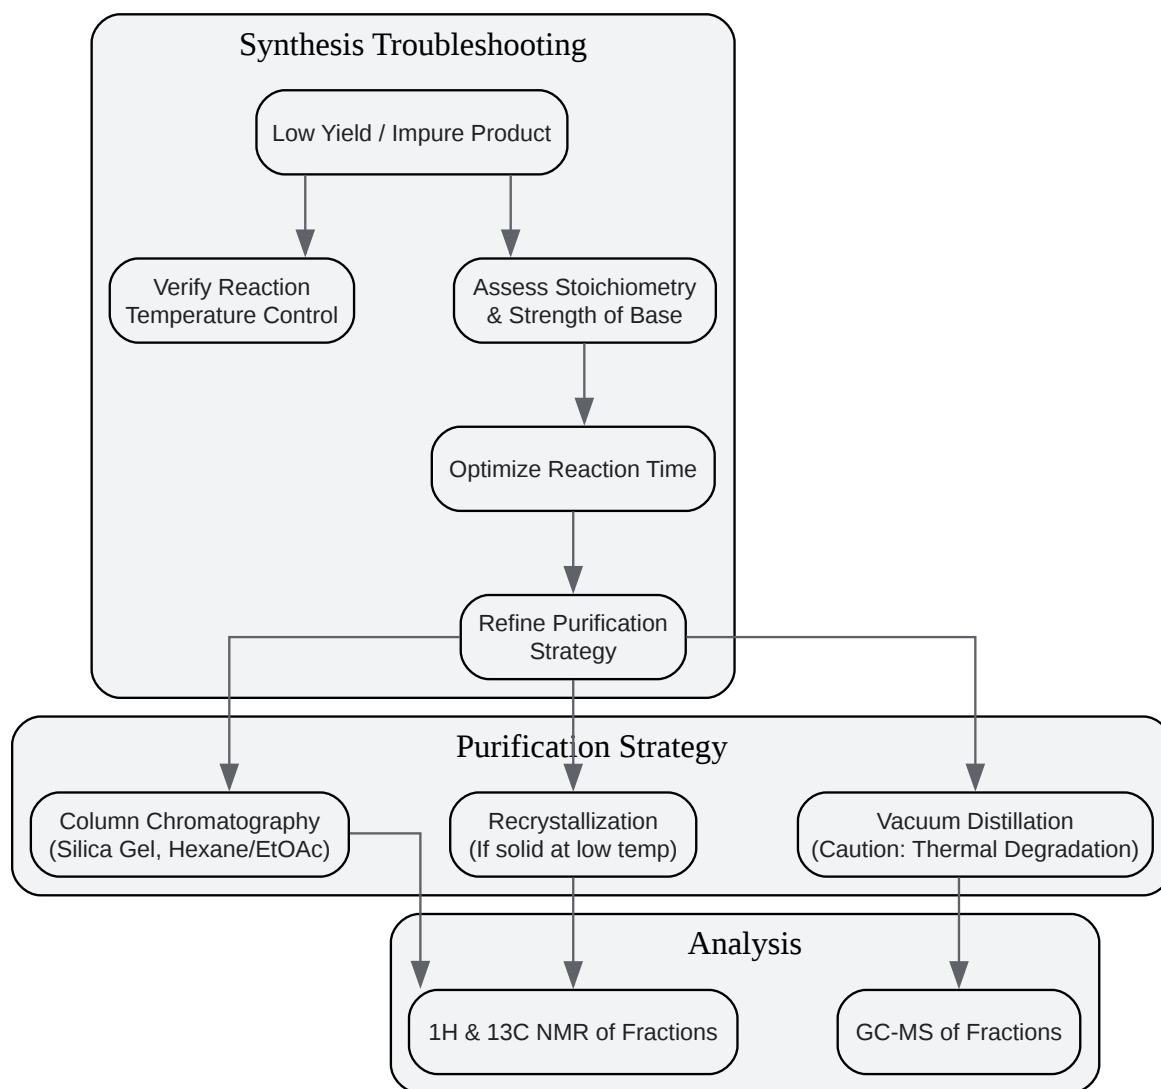 Synthesis Troubleshooting
Low Yield / Impure Product
Verify Reaction
Temperature Control
Assess Stoichiometry
& Strength of Base
Optimize Reaction Time
Refine Purification
Strategy
Purification Strategy
Column Chromatography
(Silica Gel, Hexane/EtOAc)
Recrystallization
(If solid at low temp)
Vacuum Distillation
(Caution: Thermal Degradation)
Analysis
1H & 13C NMR of Fractions
GC-MS of Fractions